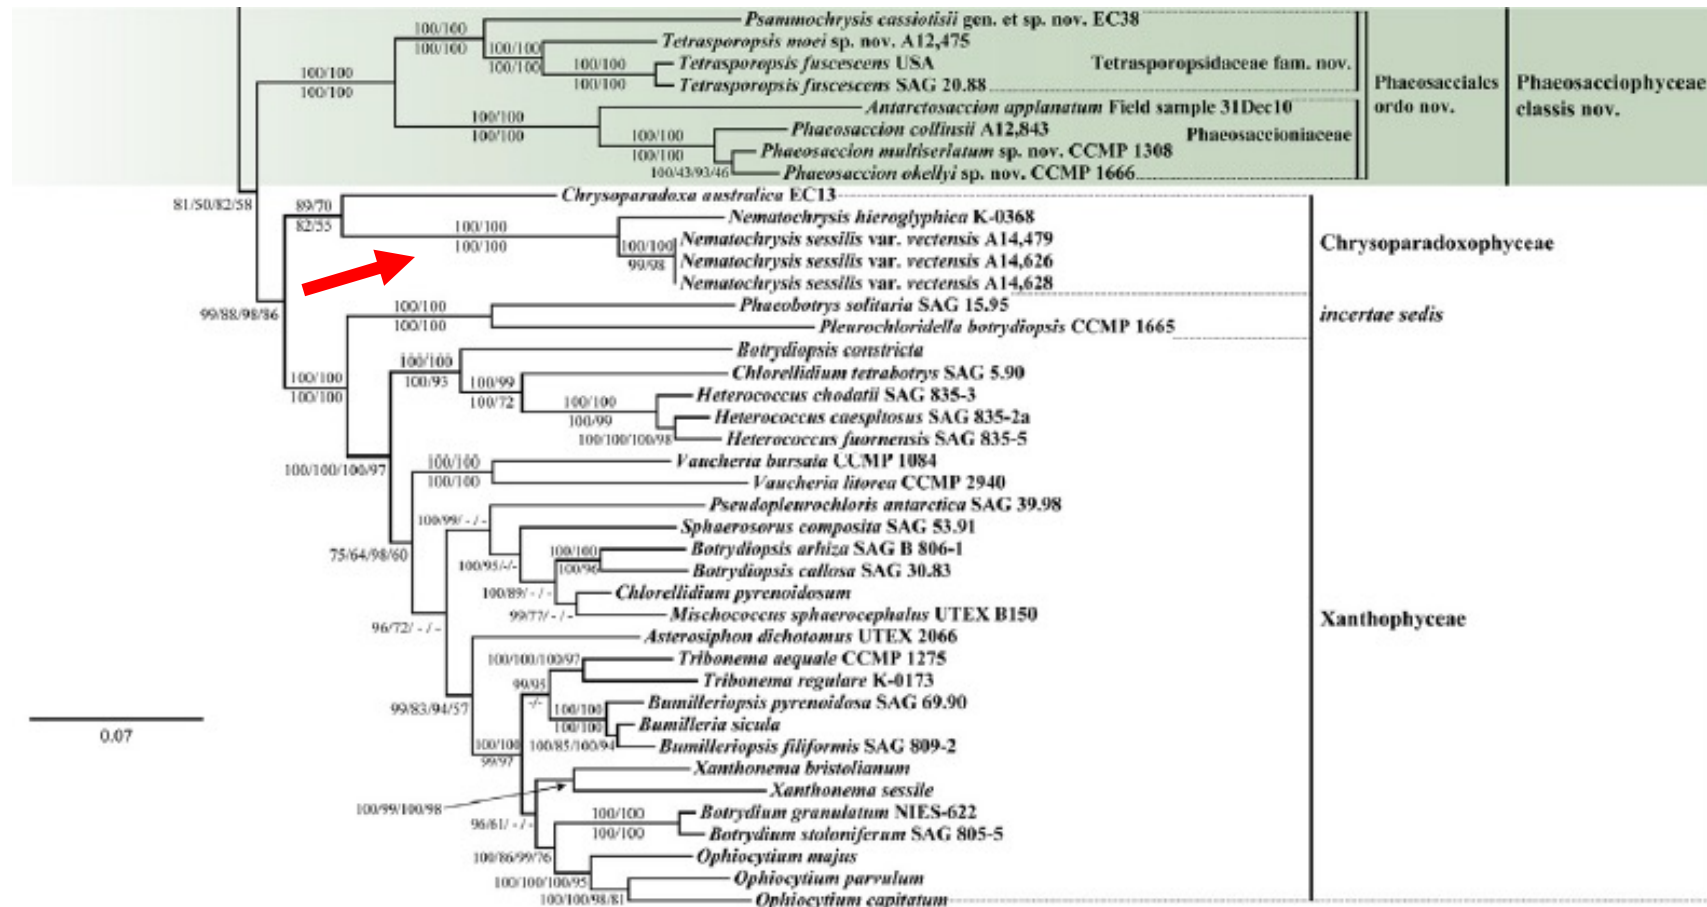 100/100
100/100
Psammochrysis cassiotisii gen. et sp. nov. EC38
100/100
100/100
Tetrasporopsis moei sp. nov. A12,475
100/100
100/100
Tetrasporopsis fuscescens USA
Tetrasporopsis fuscescens SAG 20.88
Tetrasporopsidaceae fam. nov.
100/100
100/100
100/100
100/100
Antarctosaccion applanatum Field sample 31Dec10
100/100
100/100
Phaeosaccion collinsii A12,843
Phaeosaccioniaceae
Phaeosaccion multiseriatum sp. nov. CCMP 1308
100/43/93/46
Phaeosaccion okellyi sp. nov. CCMP 1666
Phaeosacciales
ordo nov.
Phaeosacciophyceae
classis nov.
81/50/82/58
89/70
82/55
Chrysoparadoxa australica EC13
100/100
100/100
Nematochrysis hieroglyphica K-0368
100/100
99/98
Nematochrysis sessilis var. vectensis A14,479
Nematochrysis sessilis var. vectensis A14,626
Nematochrysis sessilis var. vectensis A14,628
Chrysoparadoxophyceae
99/88/98/86
100/100
100/100
Phaeobotrys solitaria SAG 15.95
Pleurochloridella botrydiopsis CCMP 1665
incertae sedis
100/100
100/100
100/100
100/93
Botrydiopsis constricta
100/99
100/72
Chlorellidium tetrabotrys SAG 5.90
100/100
100/99
Heterococcus chodatii SAG 835-3
Heterococcus caespitosus SAG 835-2a
100/100/100/98
Heterococcus fuornensis SAG 835-5
100/100/100/97
100/100
100/100
Vaucheria bursata CCMP 1084
Vaucheria litorea CCMP 2940
75/64/98/60
100/99/ - / -
Pseudopleurochloris antarctica SAG 39.98
Sphaerosorus composita SAG 53.91
100/95/-/-
100/100
100/96
Botrydiopsis arhiza SAG B 806-1
Botrydiopsis callosa SAG 30.83
100/89/ - / -
Chlorellidium pyrenoidosum
99/77/ - / -
Mischococcus sphaerocephalus UTEX B150
96/72/ - / -
Xanthophyceae
Asterosiphon dichotomus UTEX 2066
100/100/100/97
Tribonema aequale CCMP 1275
Tribonema regulare K-0173
99/95
-/-
99/83/94/57
100/100
100/100
Bumilleriopsis pyrenoidosa SAG 69.90
Bumilleria sicula
100/85/100/94
Bumilleriopsis filiformis SAG 809-2
100/100
99/97
0.07
Xanthonema bristolianum
Xanthonema sessile
100/99/100/98
96/61/ - / -
100/100
100/100
Botrydium granulatum NIES-622
Botrydium stoloniferum SAG 805-5
100/86/99/76
Ophiocytium majus
100/100/100/95
Ophiocytium parvulum
100/100/98/81
Ophiocytium capitatum